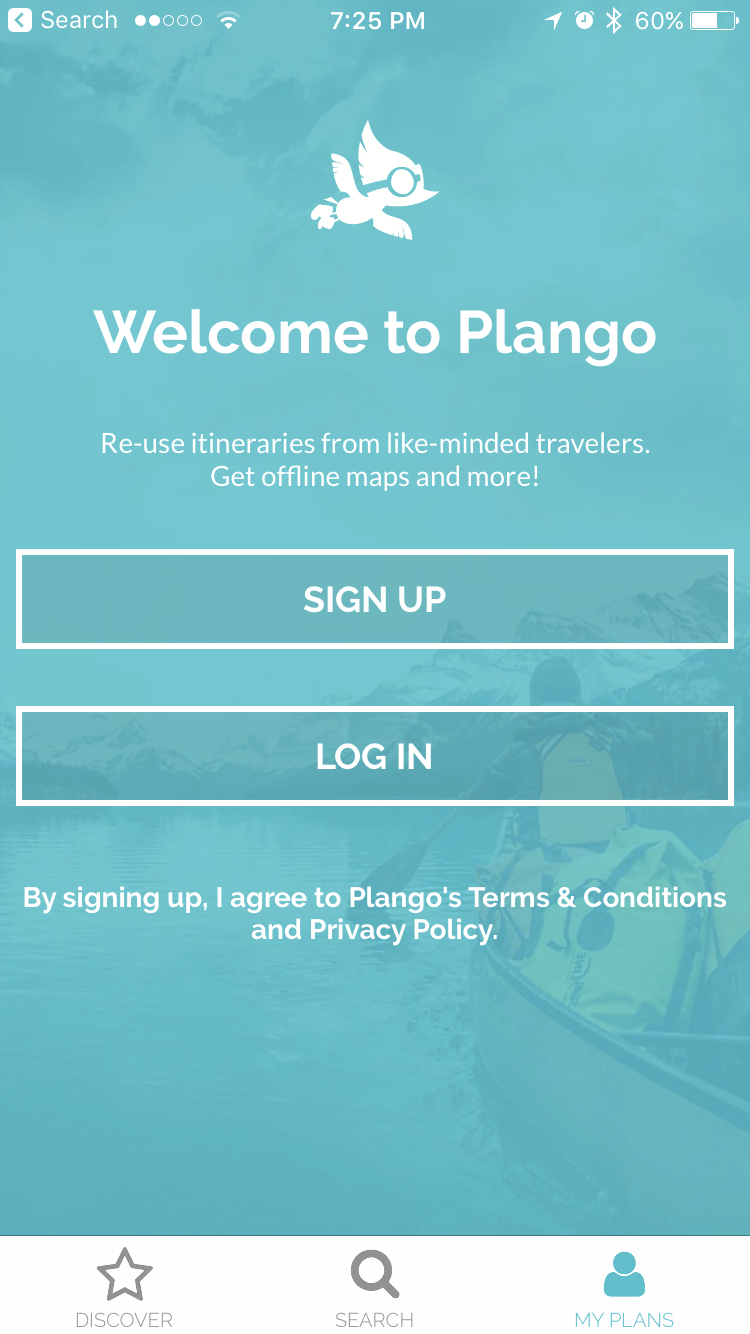 Search 7:25 PM 60%
Welcome to Plango
Re-use itineraries from like-minded travelers.
Get offline maps and more!
SIGN UP
LOG IN
By signing up, I agree to Plango's Terms & Conditions
and Privacy Policy.
DISCOVER SEARCH MY PLANS